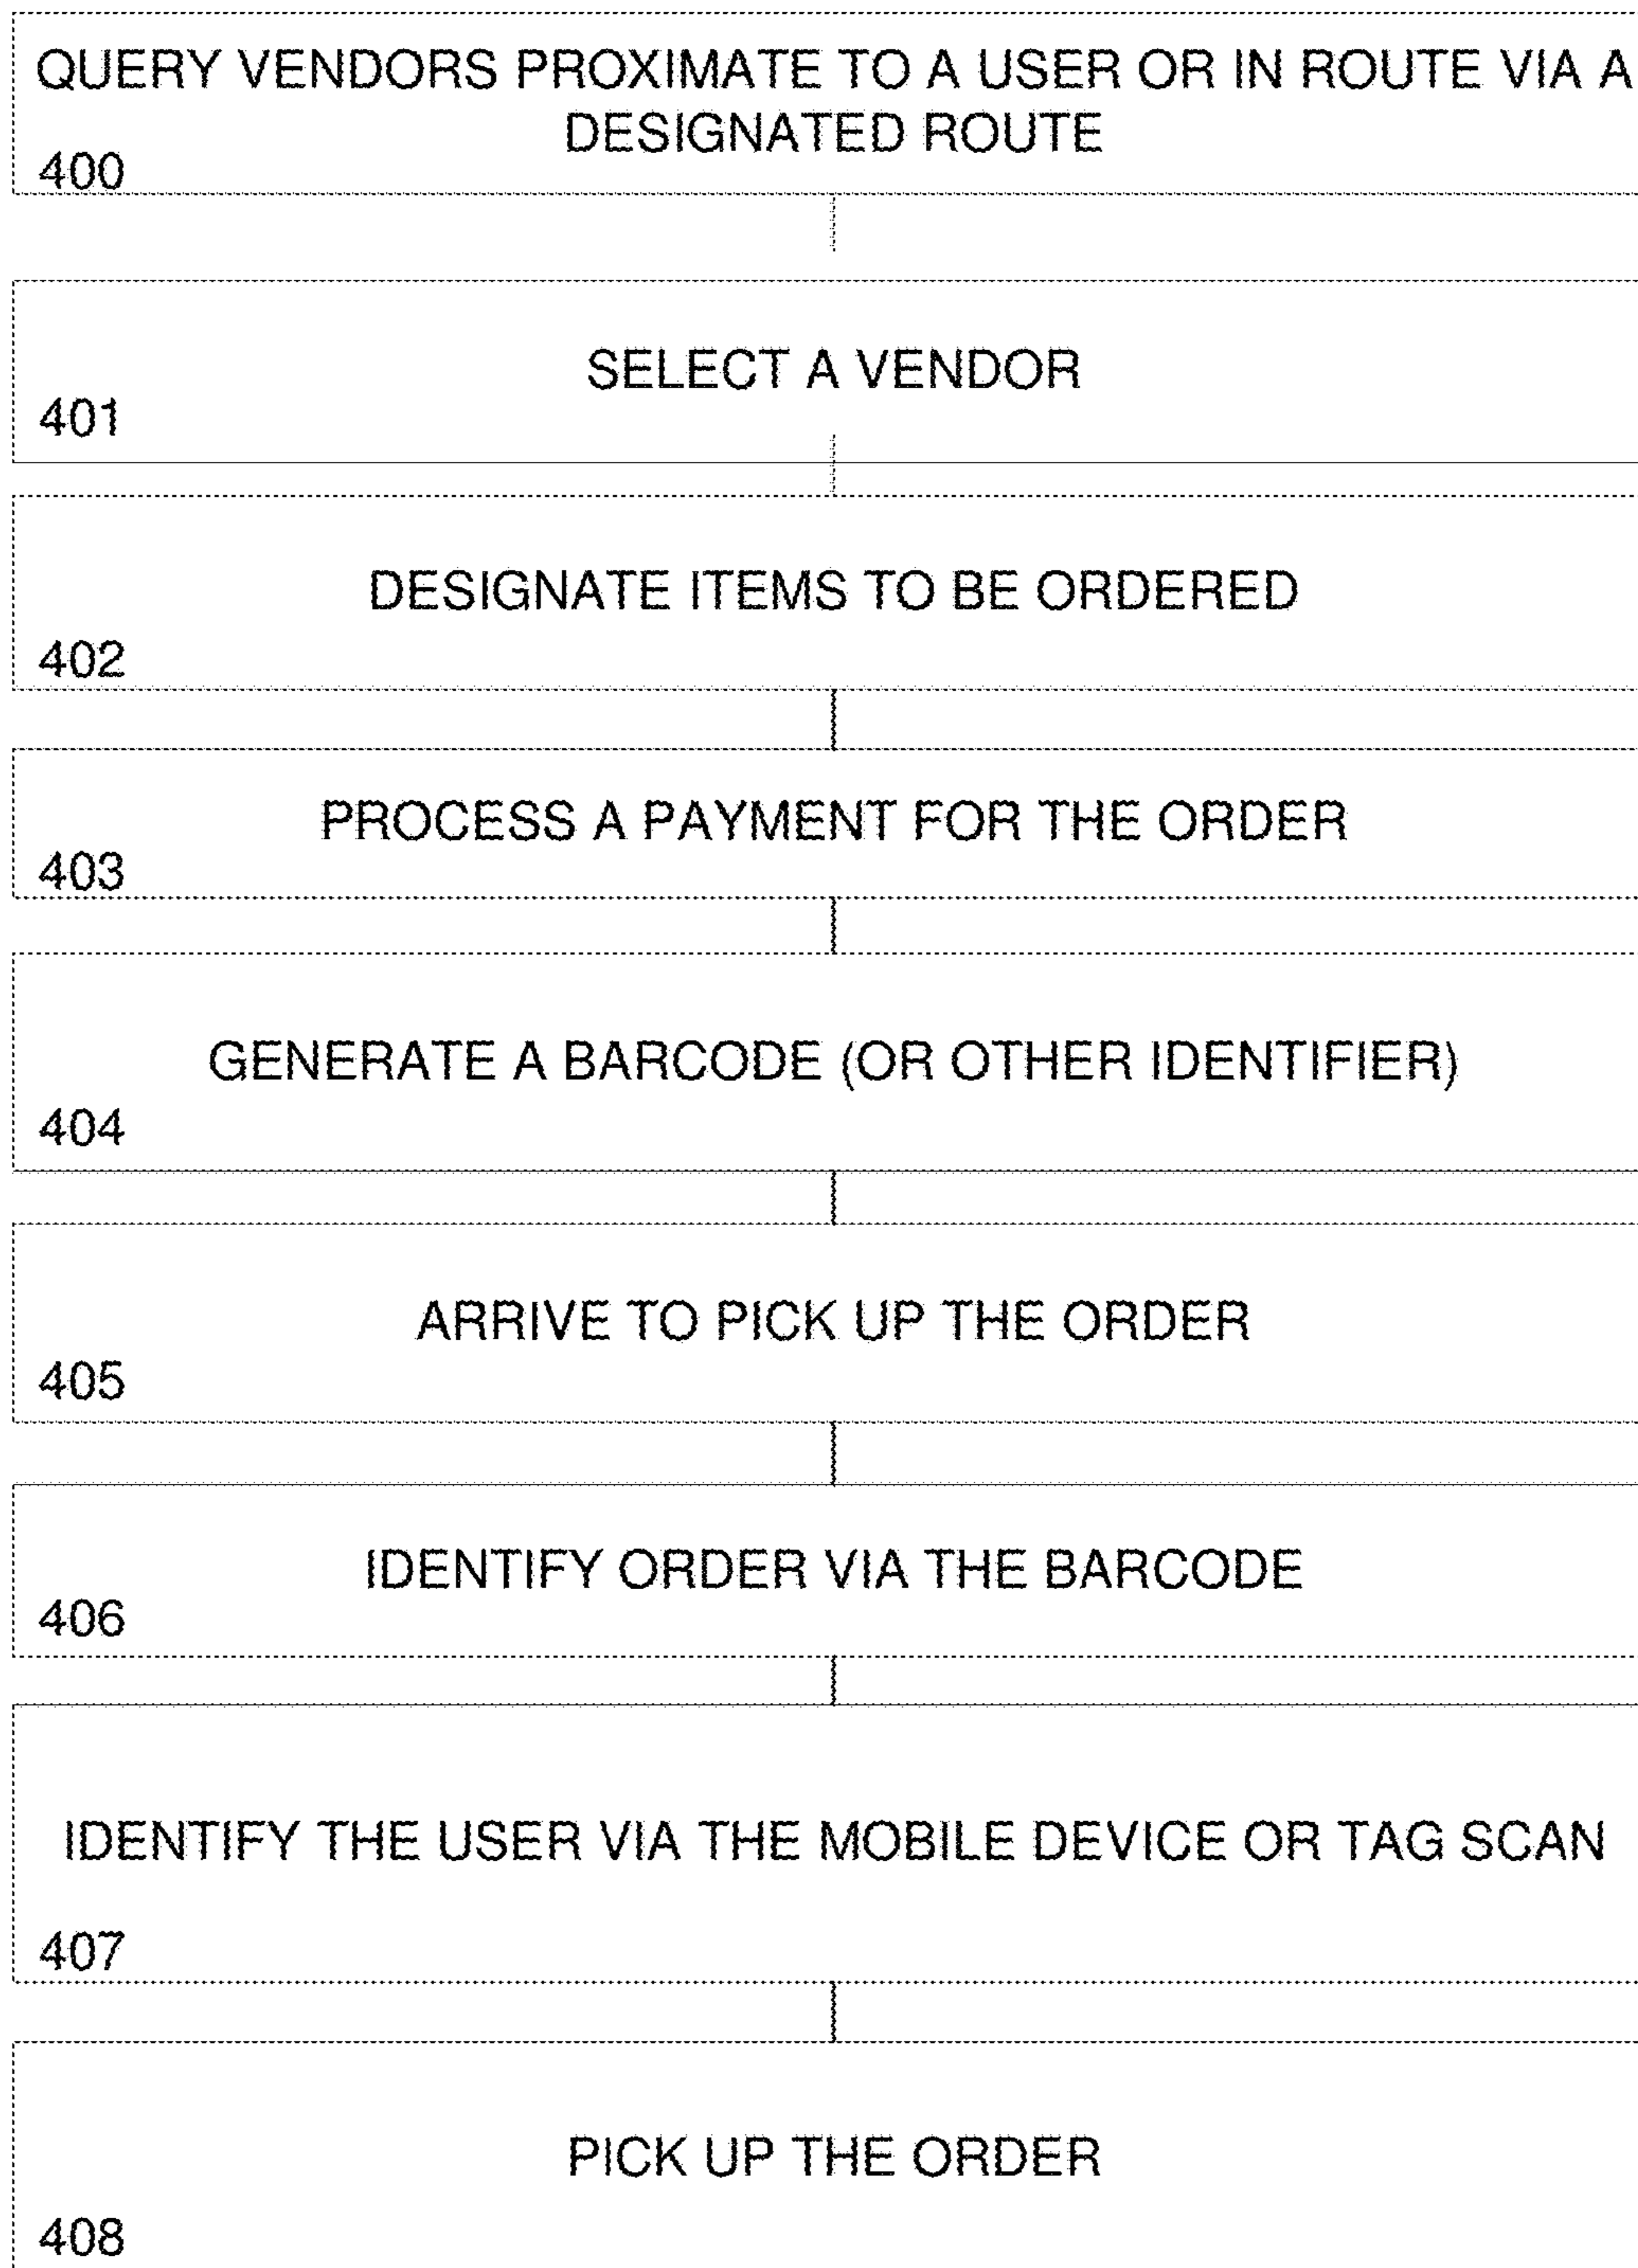 QUERY VENDORS PROXIMATE TO A USER OR IN ROUTE VIA A
DESIGNATED ROUTE
400
SELECT A VENDOR
401
DESIGNATE ITEMS TO BE ORDERED
402
PROCESS A PAYMENT FOR THE ORDER
403
GENERATE A BARCODE (OR OTHER IDENTIFIER)
404
ARRIVE TO PICK UP THE ORDER
405
IDENTIFY ORDER VIA THE BARCODE
406
IDENTIFY THE USER VIA THE MOBILE DEVICE OR TAG SCAN
407
PICK UP THE ORDER
408